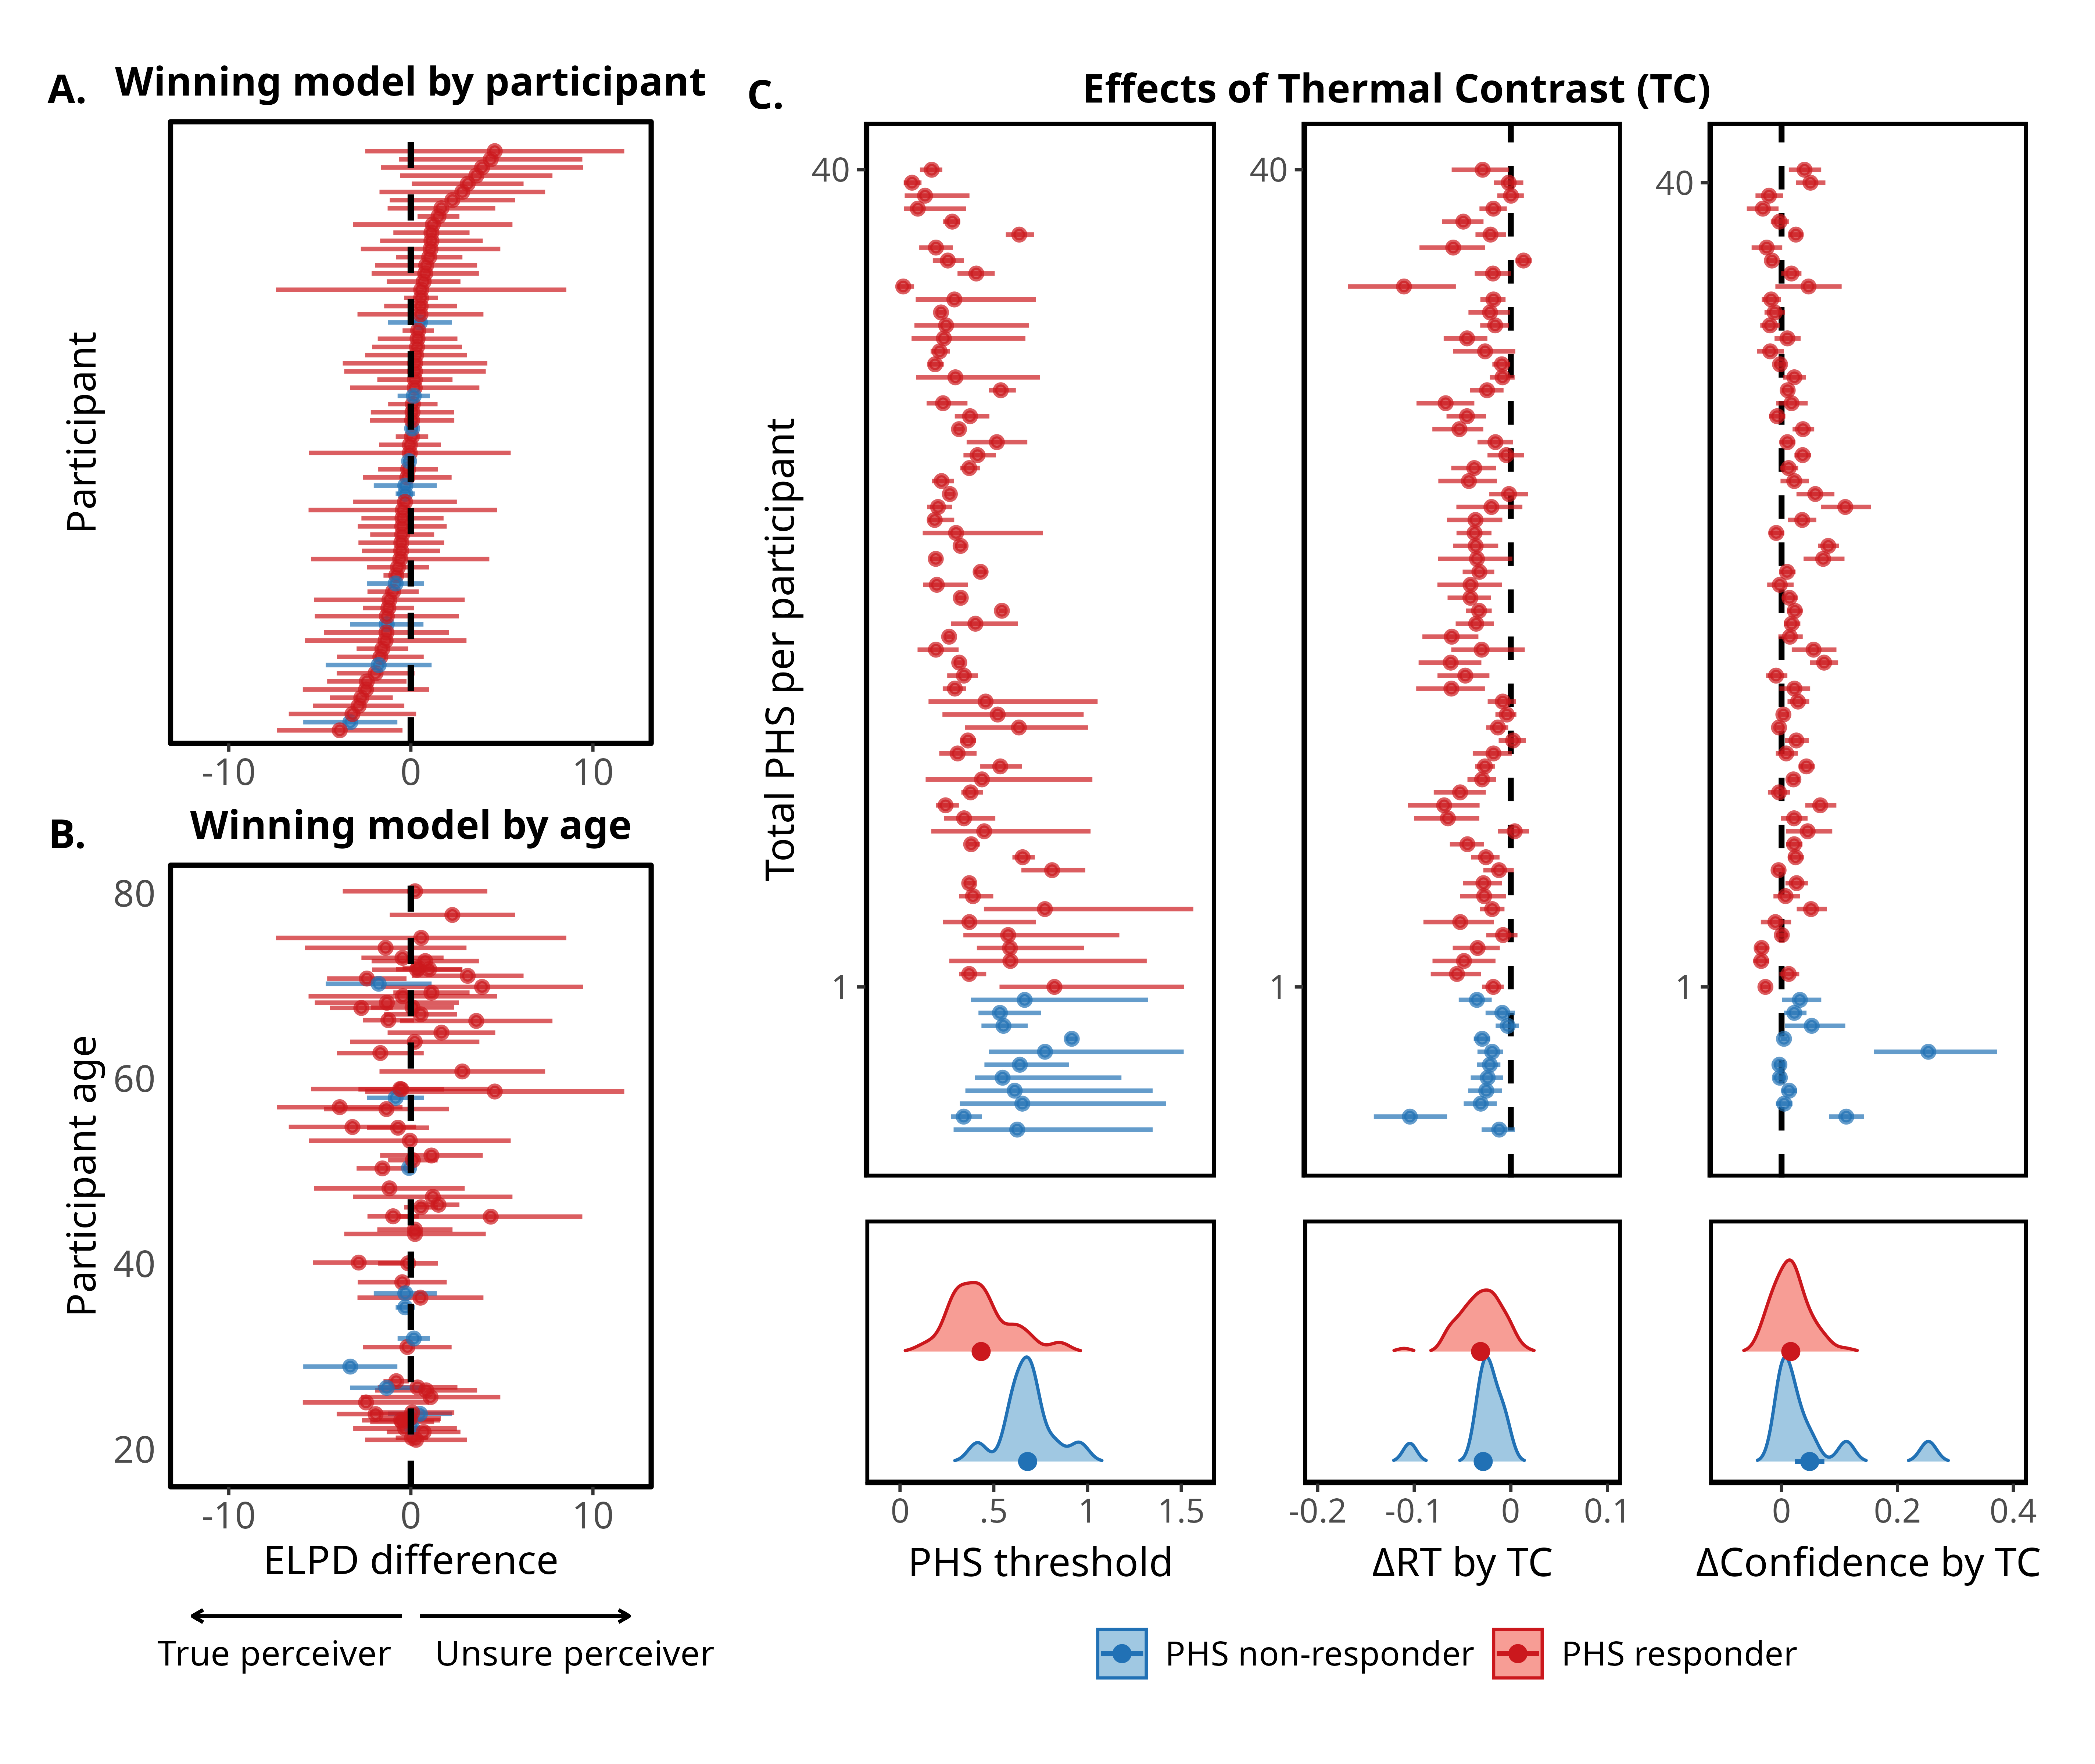 A. Winning model by participant
Participant
-10 0 10
B. Winning model by age
Participant age
80
60
40
20
-10 0 10
ELPD difference
True perceiver Unsure perceiver
C. Effects of Thermal Contrast (TC)
Total PHS per participant
40 40 40
1 1 1
0 .5 1 1.5
-0.2 -0.1 0 0.1
0 0.2 0.4
PHS threshold ΔRT by TC ΔConfidence by TC
PHS non-responder PHS responder